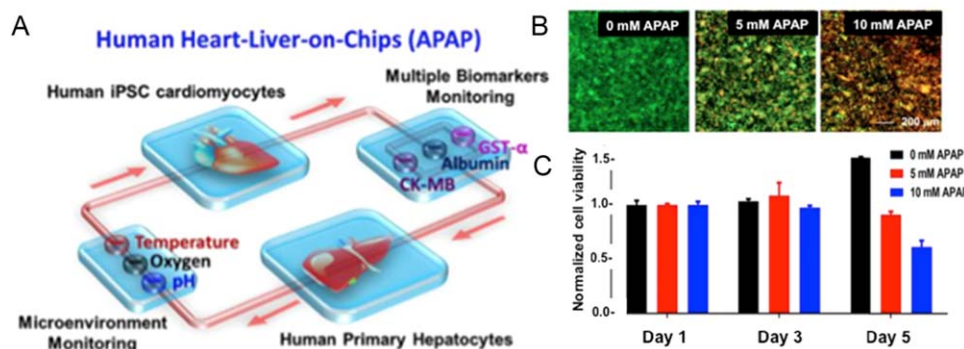 A
Human Heart-Liver-on-Chips (APAP)
Human iPSC cardiomyocytes
Multiple Biomarkers
Monitoring
GST-α
Albumin
CK-MB
Temperature
Oxygen
pH
Microenvironment
Monitoring
Human Primary Hepatocytes
B
0 mM APAP
5 mM APAP
10 mM APAP
200 µm
C
Normalized cell viability
1.5
1.0
0.5
0.0
0 mM APAP
5 mM APAP
10 mM APAP
Day 1
Day 3
Day 5